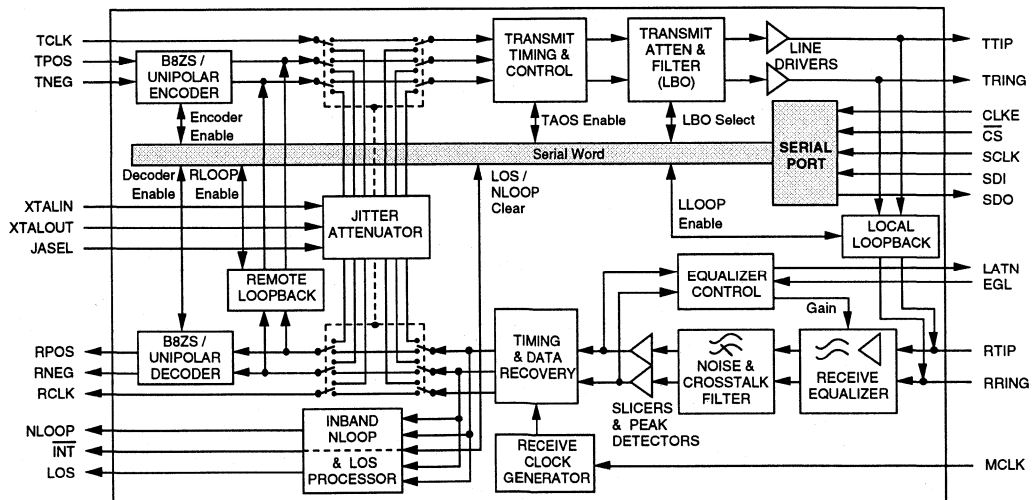 TCLK
TPOS
TNEG
B8ZS /
UNIPOLAR
ENCODER
Encoder
Enable
TRANSMIT
TIMING &
CONTROL
TAOS Enable
TRANSMIT
ATTEN &
FILTER
(LBO)
LBO Select
LINE
DRIVERS
TTIP
TRING
CLKE
CS
SCLK
SDI
SDO
SERIAL
PORT
Serial Word
Decoder
Enable
RLOOP
Enable
LOS /
NLOOP
Clear
LLOOP
Enable
LOCAL
LOOPBACK
XTALIN
XTALOUT
JASEL
JITTER
ATTENUATOR
REMOTE
LOOPBACK
EQUALIZER
CONTROL
Gain
LATN
EGL
RPOS
RNEG
RCLK
B8ZS /
UNIPOLAR
DECODER
TIMING
& DATA
RECOVERY
SLICERS
& PEAK
DETECTORS
NOISE &
CROSSTALK
FILTER
RECEIVE
EQUALIZER
RTIP
RRING
NLOOP
INT
LOS
INBAND
NLOOP
& LOS
PROCESSOR
RECEIVE
CLOCK
GENERATOR
MCLK